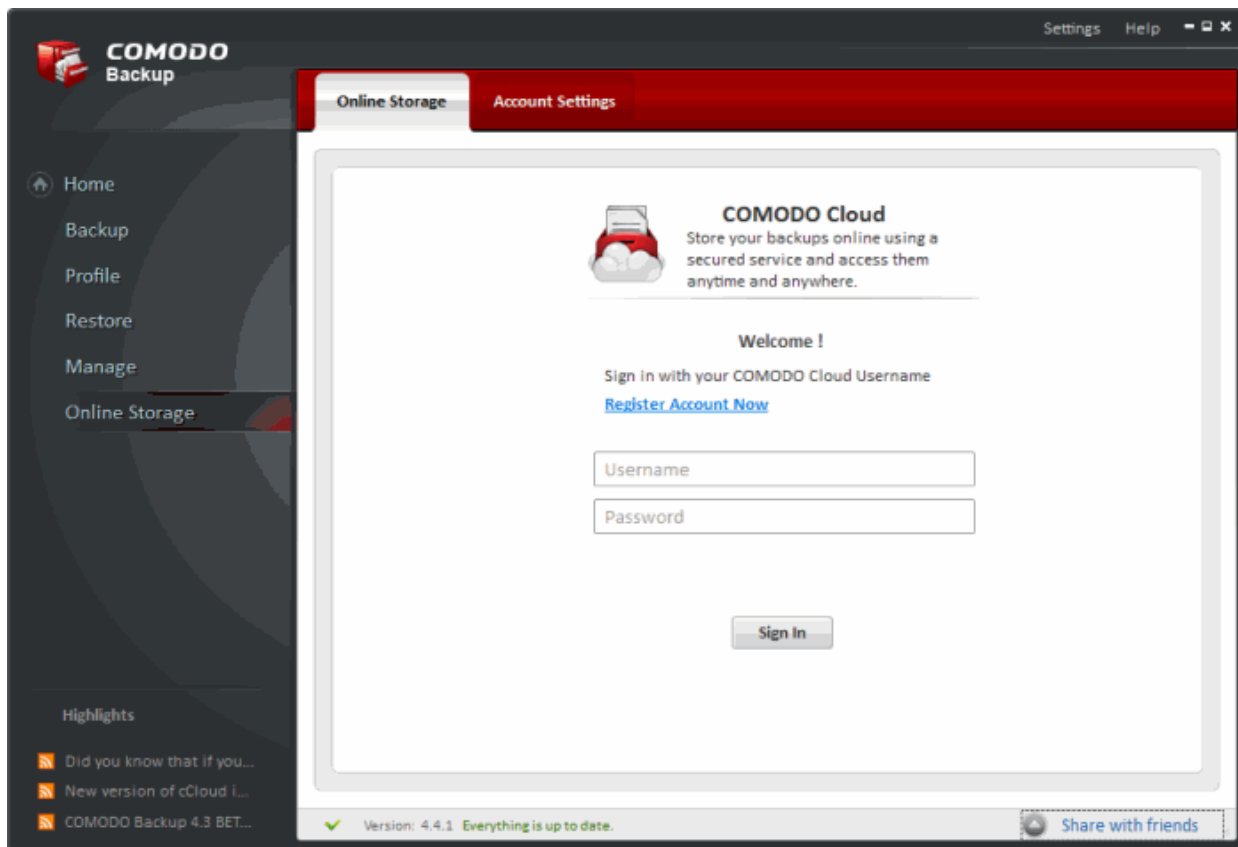 Settings Help
COMODO
Backup
Online Storage Account Settings
Home
Backup
Profile
Restore
Manage
Online Storage
COMODO Cloud
Store your backups online using a
secured service and access them
anytime and anywhere.
Welcome !
Sign in with your COMODO Cloud Username
Register Account Now
Username
Password
Sign In
Highlights
Did you know that if you...
New version of cCloud i...
COMODO Backup 4.3 BET...
Version: 4.4.1 Everything is up to date.
Share with friends